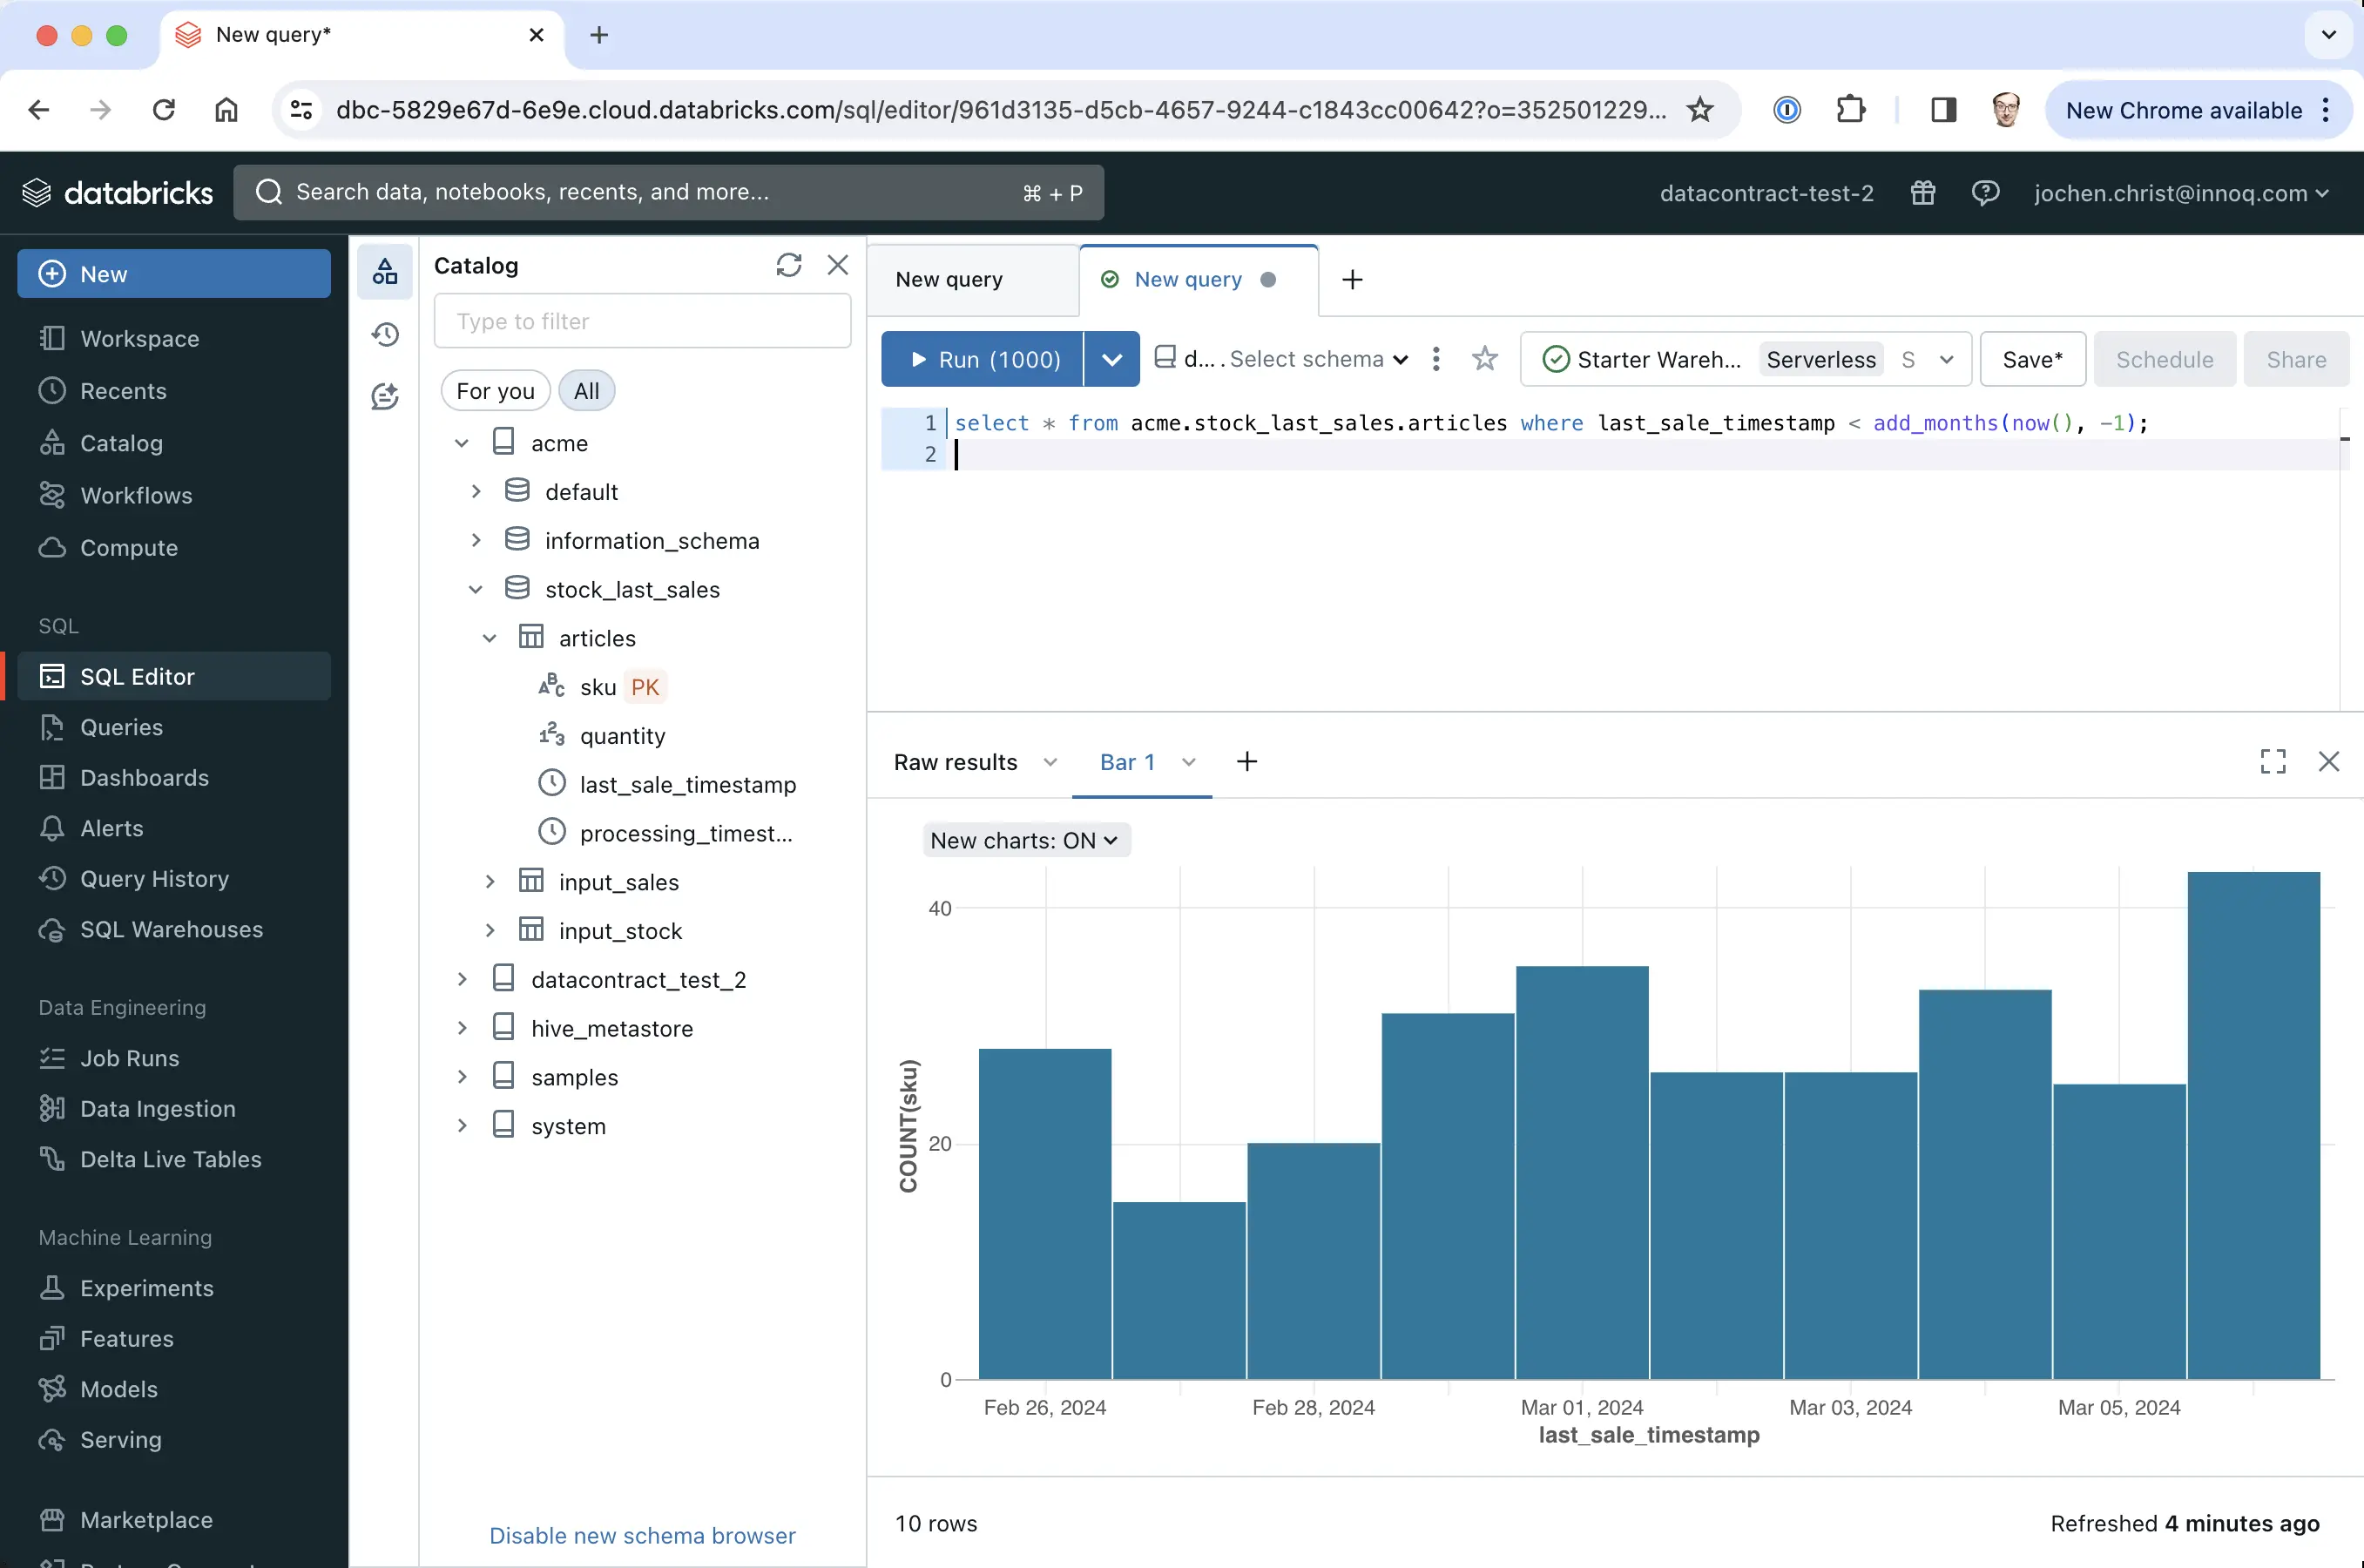 New query*
dbc-5829e67d-6e9e.cloud.databricks.com/sql/editor/961d3135-d5cb-4657-9244-c1843cc00642?o=352501229...
New Chrome available
databricks
Search data, notebooks, recents, and more...
⌘ + P
datacontract-test-2
jochen.christ@innoq.com
New
Workspace
Recents
Catalog
Workflows
Compute
SQL
SQL Editor
Queries
Dashboards
Alerts
Query History
SQL Warehouses
Data Engineering
Job Runs
Data Ingestion
Delta Live Tables
Machine Learning
Experiments
Features
Models
Serving
Marketplace
Catalog
Type to filter
For you
All
acme
default
information_schema
stock_last_sales
articles
sku PK
quantity
last_sale_timestamp
processing_timest...
input_sales
input_stock
datacontract_test_2
hive_metastore
samples
system
Disable new schema browser
New query
New query
Run (1000)
d... . Select schema
Starter Wareh... Serverless S
Save*
Schedule
Share
1 select * from acme.stock_last_sales.articles where last_sale_timestamp < add_months(now(), -1);
2
Raw results
Bar 1
New charts: ON
40
20
0
COUNT(sku)
Feb 26, 2024
Feb 28, 2024
Mar 01, 2024
Mar 03, 2024
Mar 05, 2024
last_sale_timestamp
10 rows
Refreshed 4 minutes ago